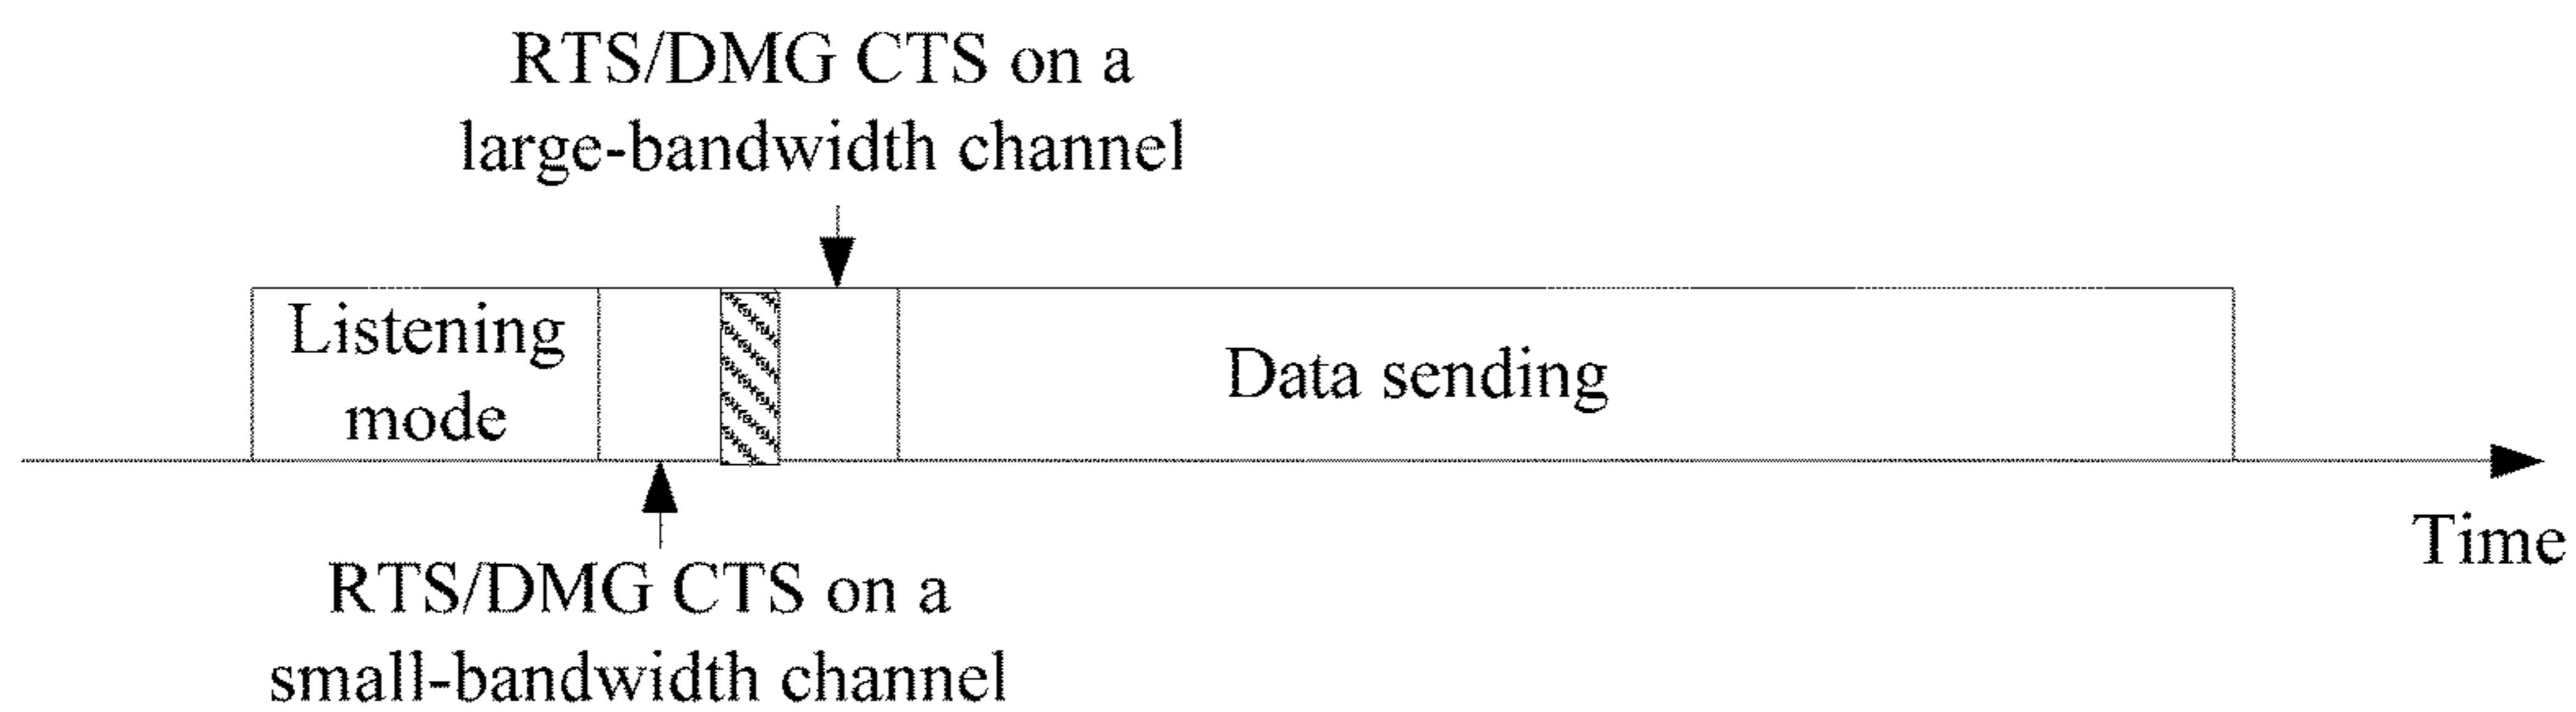 RTS/DMG CTS on a
large-bandwidth channel
Listening
mode
Data sending
Time
RTS/DMG CTS on a
small-bandwidth channel